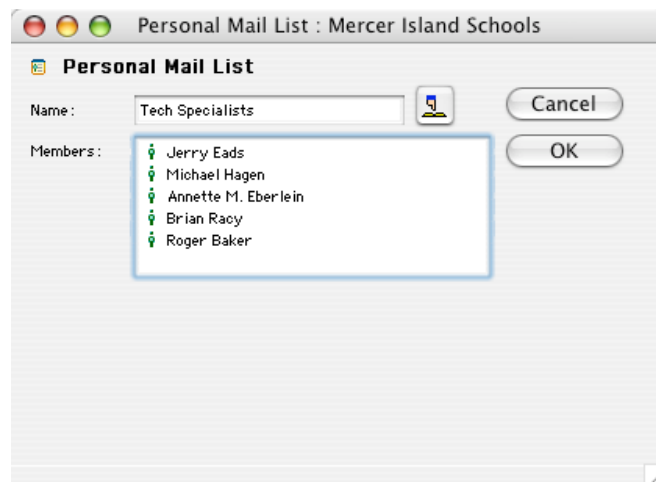 Personal Mail List : Mercer Island Schools
Personal Mail List
Name: Tech Specialists Cancel
Members: Jerry Eads OK
Michael Hagen
Annette M. Eberlein
Brian Racy
Roger Baker